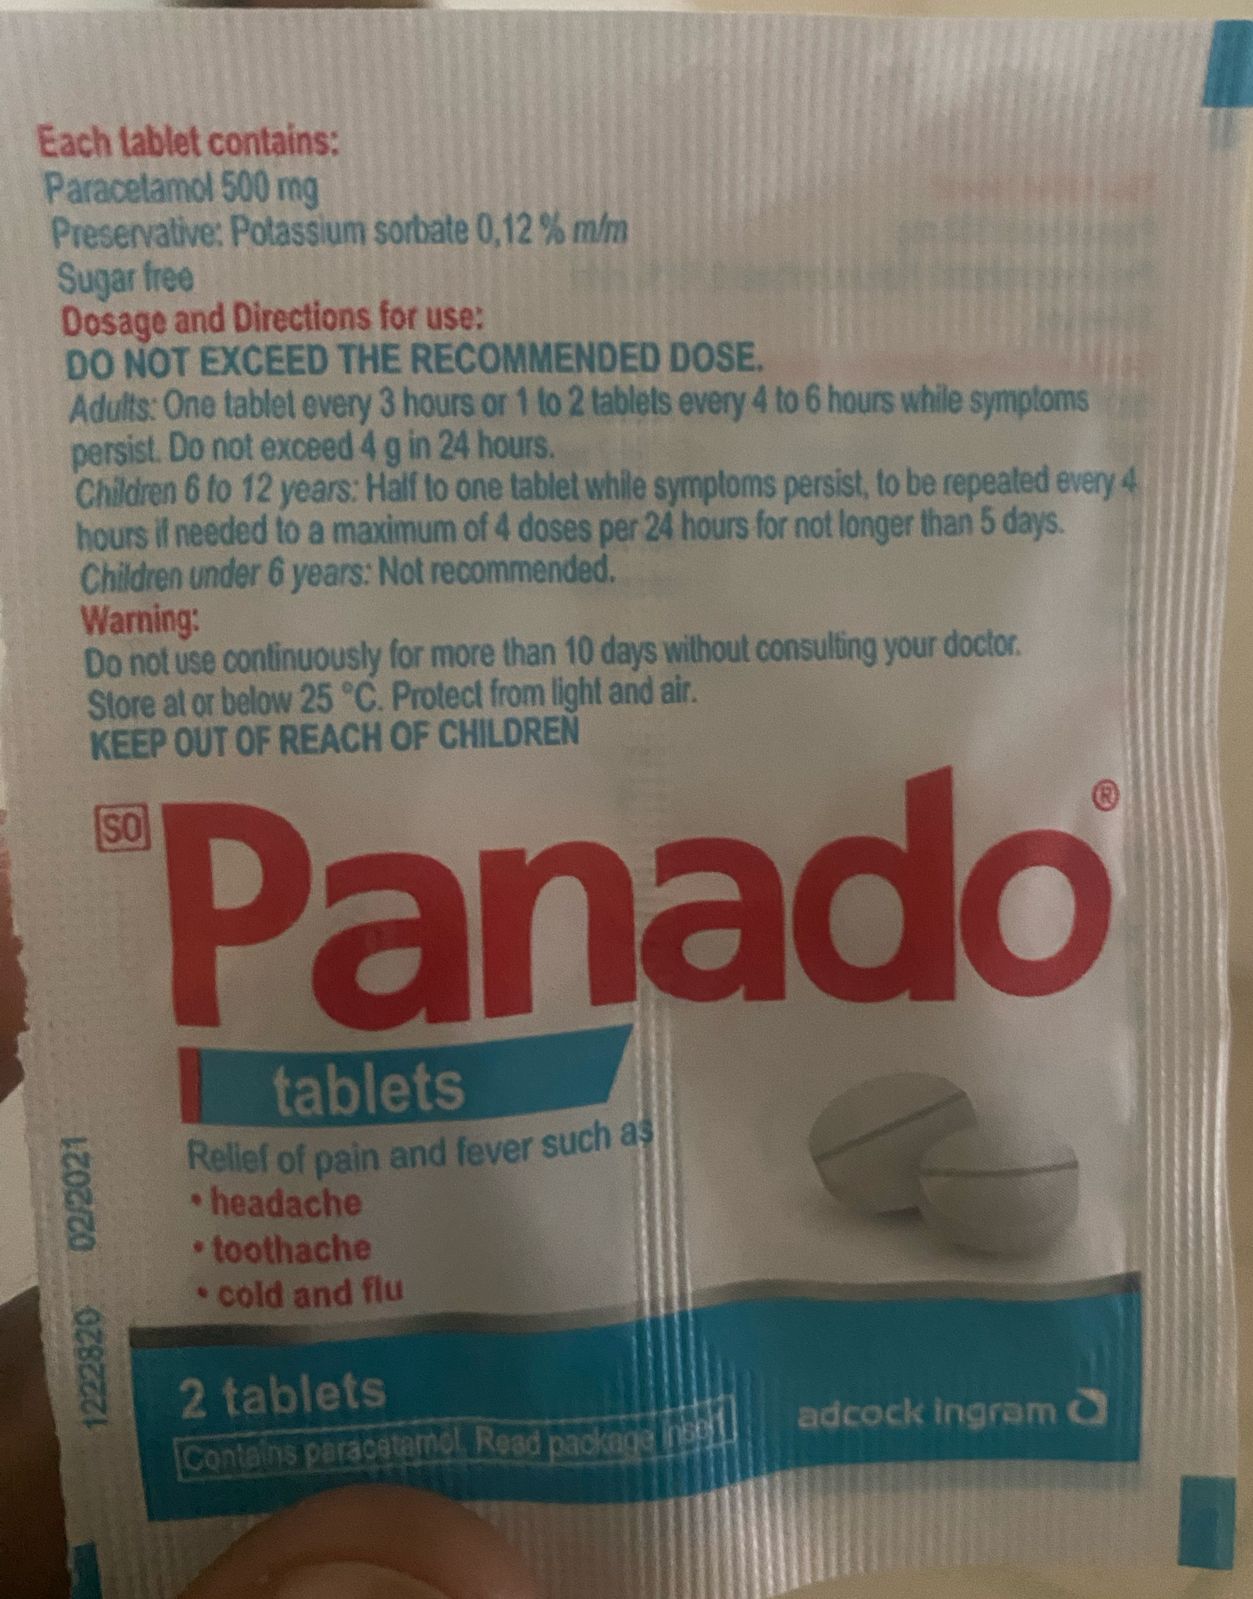 Each tablet contains:
Paracetamol 500 mg
Preservative: Potassium sorbate 0,12 % m/m
Sugar free
Dosage and Directions for use:
DO NOT EXCEED THE RECOMMENDED DOSE.
Adults: One tablet every 3 hours or 1 to 2 tablets every 4 to 6 hours while symptoms
persist. Do not exceed 4 g in 24 hours.
Children 6 to 12 years: Half to one tablet while symptoms persist, to be repeated every 4
hours if needed to a maximum of 4 doses per 24 hours for not longer than 5 days.
Children under 6 years: Not recommended.
Warning:
Do not use continuously for more than 10 days without consulting your doctor.
Store at or below 25 °C. Protect from light and air.
KEEP OUT OF REACH OF CHILDREN
S0 Panado®
tablets
Relief of pain and fever such as
• headache
• toothache
• cold and flu
2 tablets
Contains paracetamol. Read package insert
adcock ingram
1222820 02/2021